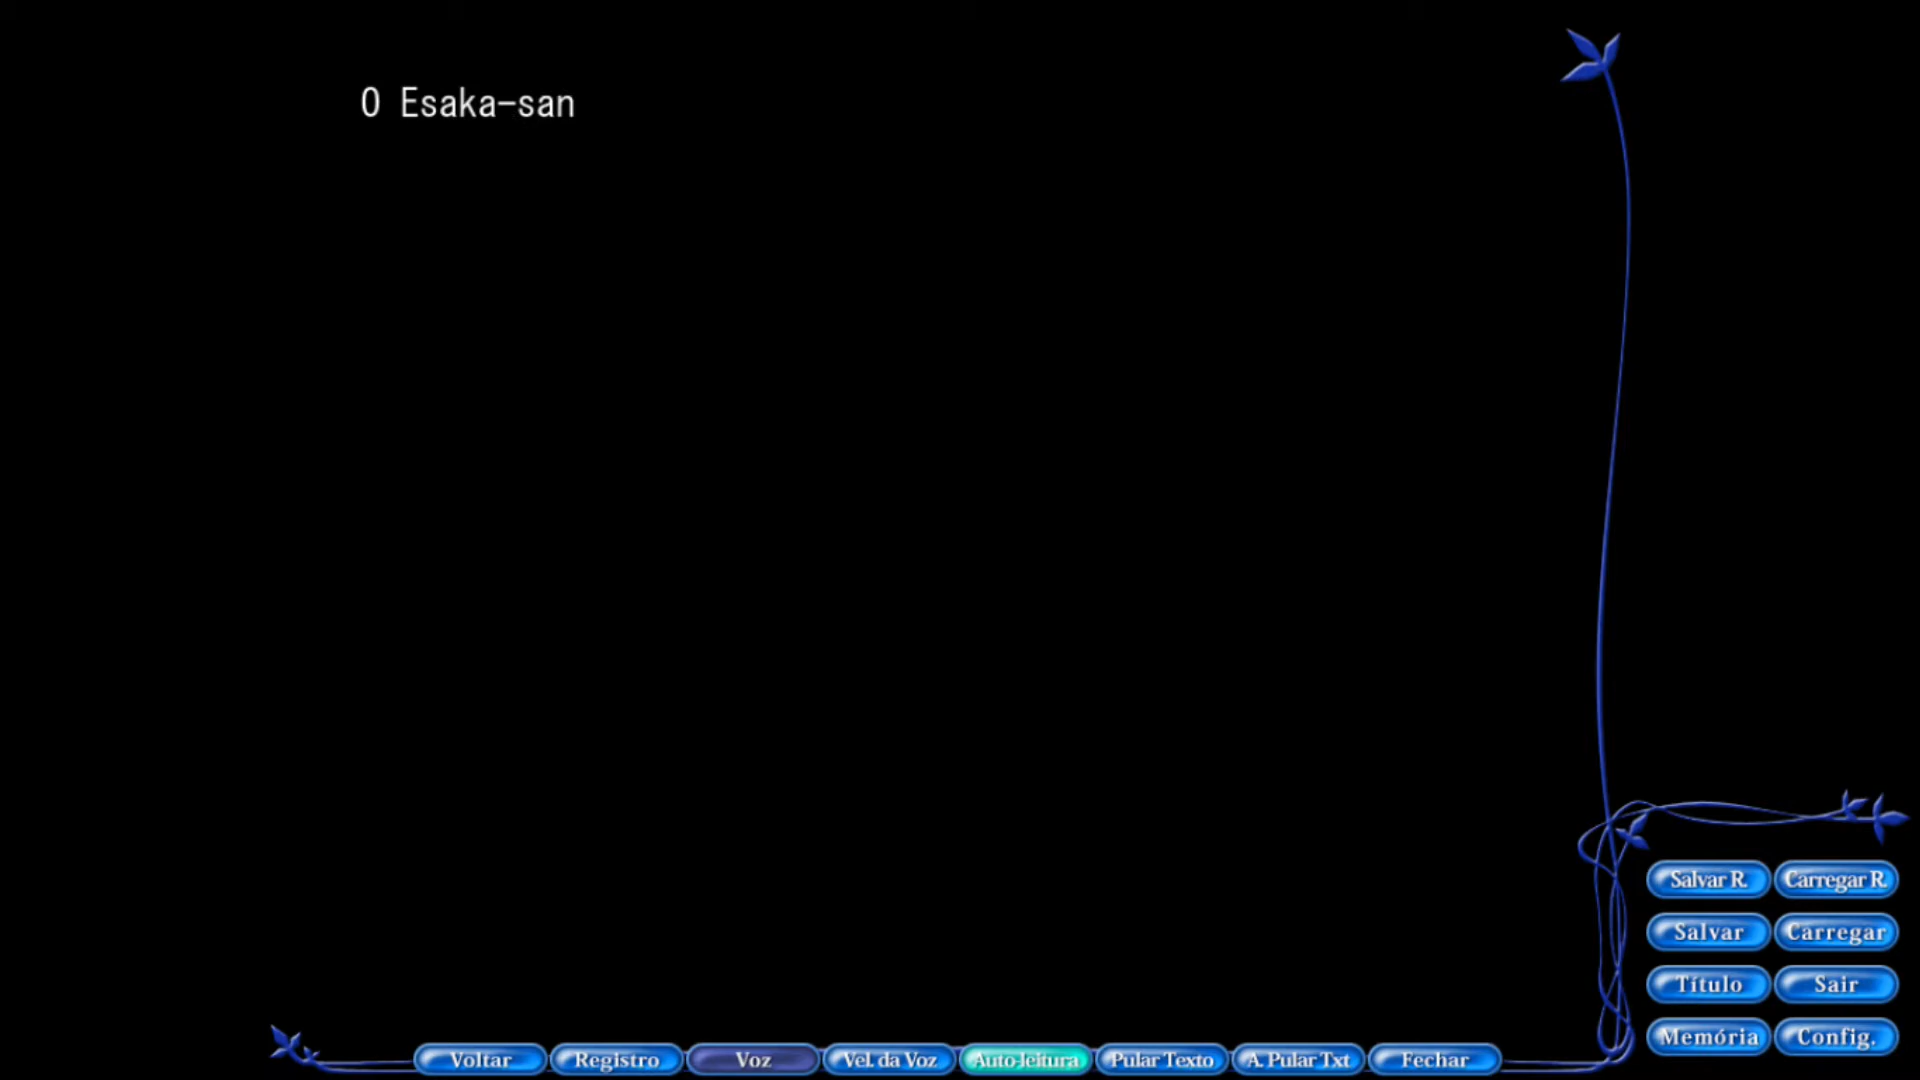 O Esaka-san
Salvar R. Carregar R.
Salvar Carregar
Título Sair
Memória Config.
Voltar Registro Voz Vel. da Voz Auto-leitura Pular Texto A. Pular Txt Fechar